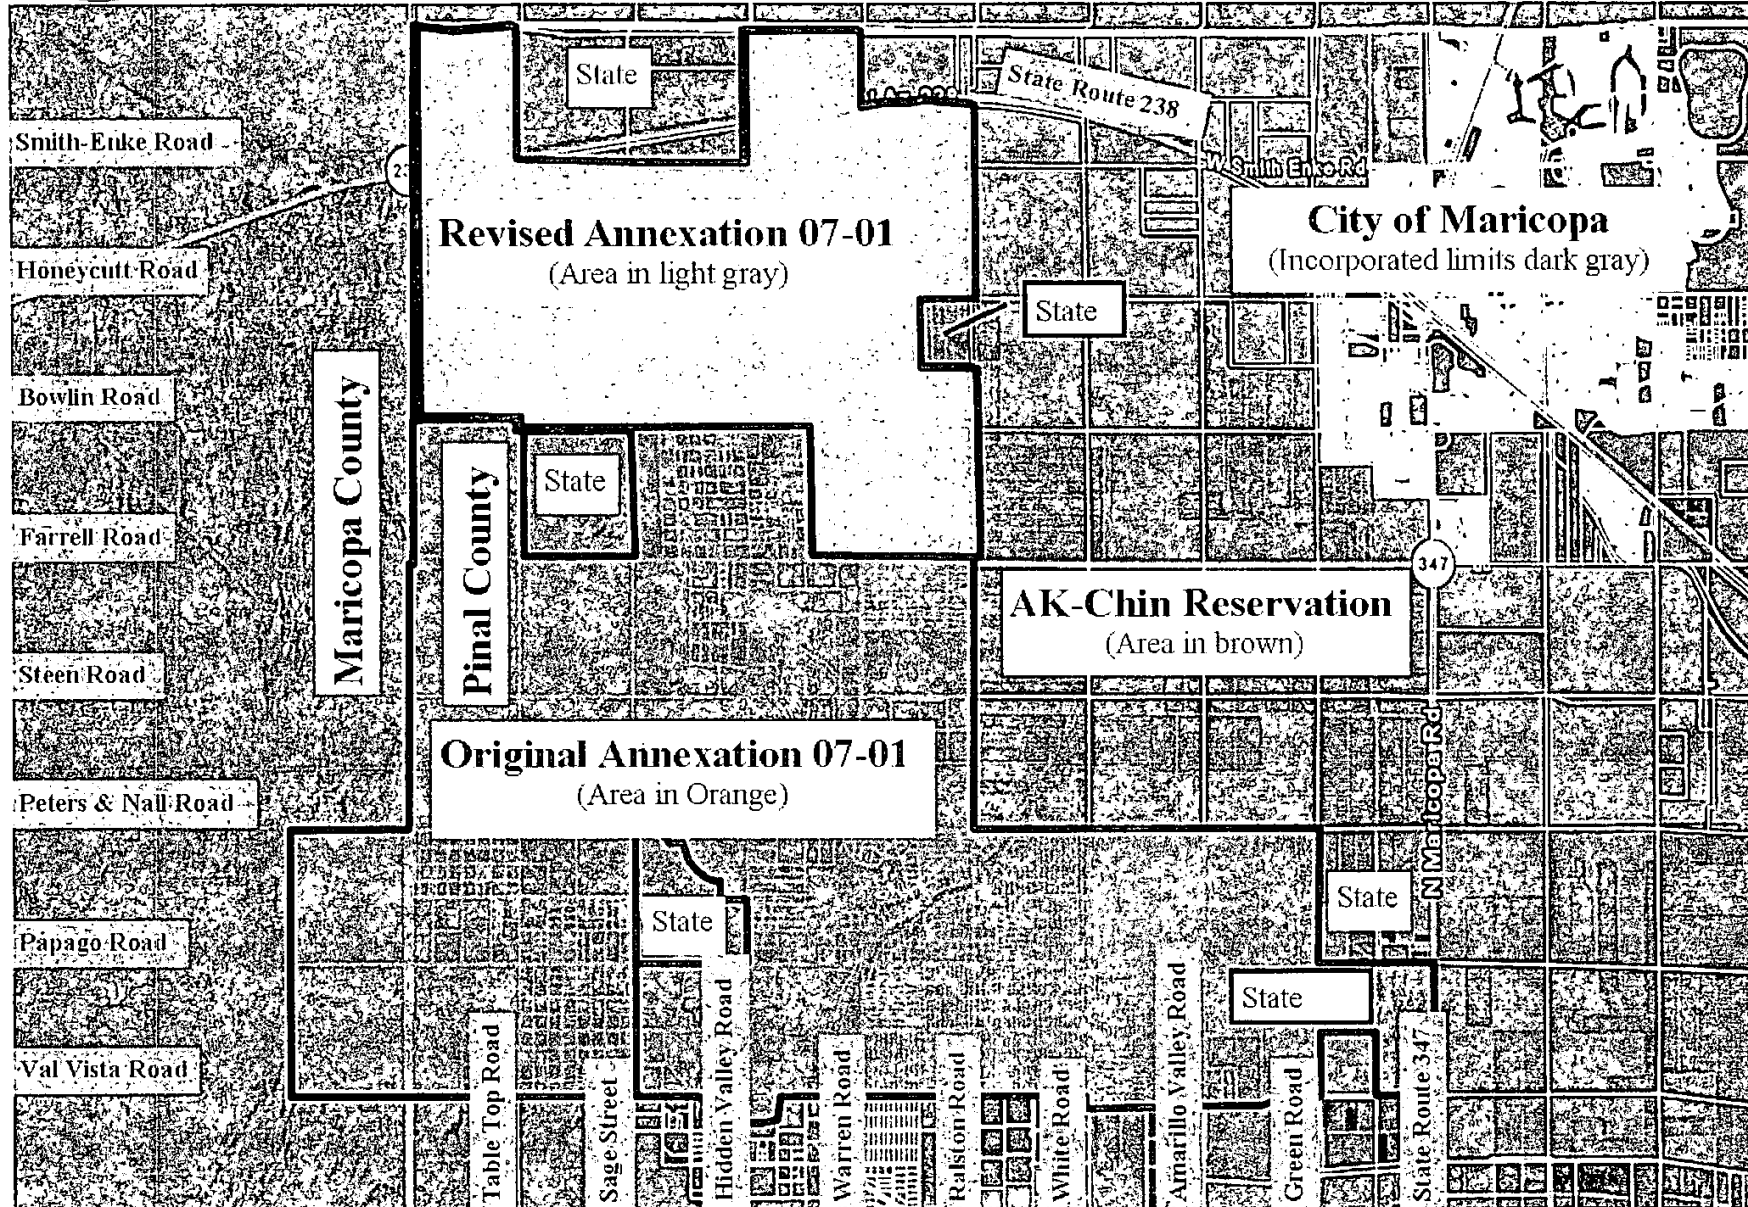 State
State Route 238
Smith-Enke Road
W Smith Enke Rd
Revised Annexation 07-01
(Area in light gray)
City of Maricopa
(Incorporated limits dark gray)
Honeycutt Road
State
Bowlin Road
Maricopa County
Pinal County
State
Farrell Road
347
AK-Chin Reservation
(Area in brown)
Steen Road
Original Annexation 07-01
(Area in Orange)
Peters & Nall Road
N Maricopa Rd
State
State
Papago Road
State
Val Vista Road
Table Top Road
Sage Street
Hidden Valley Road
Warren Road
Ralston Road
White Road
Amarillo Valley Road
Green Road
State Route 347